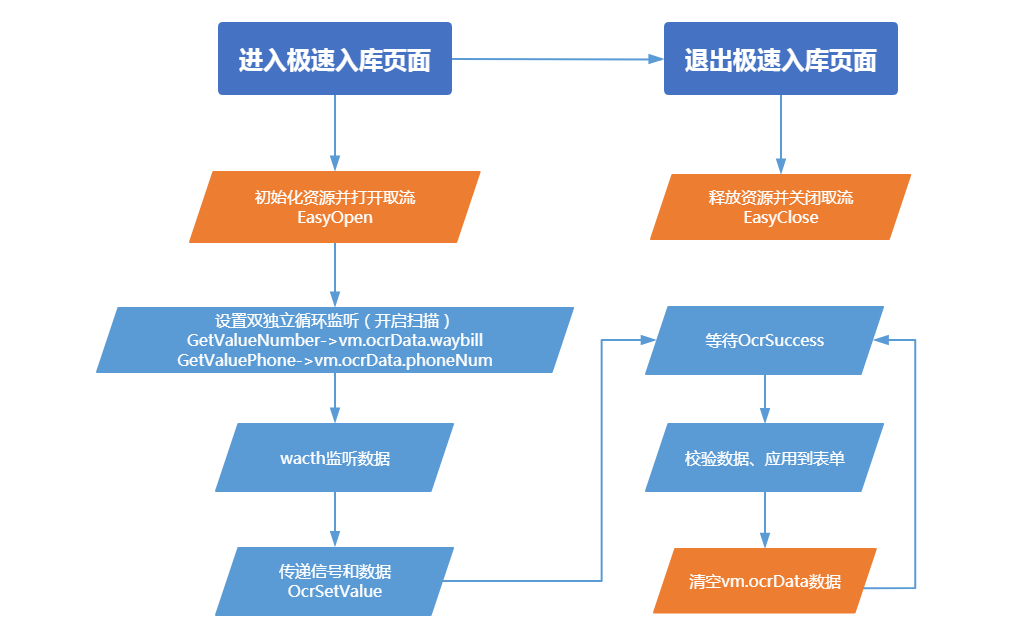 进入极速入库页面
退出极速入库页面
初始化资源并打开取流
EasyOpen
释放资源并关闭取流
EasyClose
设置双独立循环监听（开启扫描）
GetValueNumber->vm.ocrData.waybill
GetValuePhone->vm.ocrData.phoneNum
wacth监听数据
传递信号和数据
OcrSetValue
等待OcrSuccess
校验数据、应用到表单
清空vm.ocrData数据